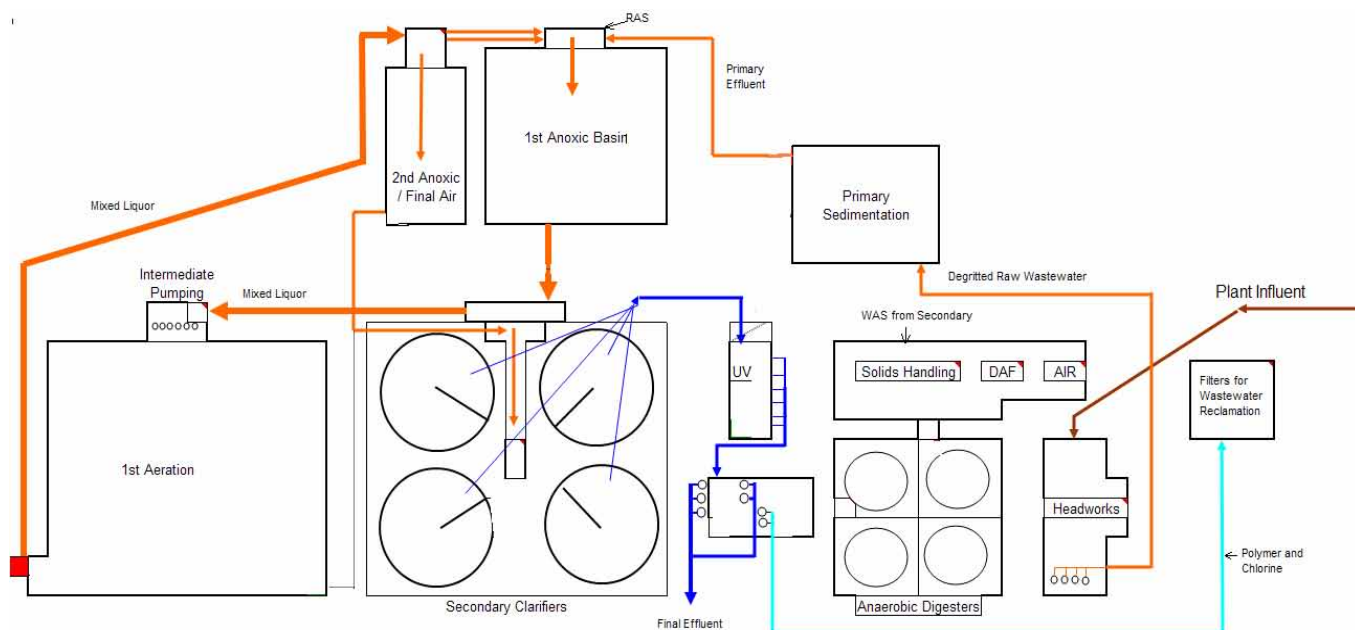 RAS
Primary
Effluent
1st Anoxic Basin
2nd Anoxic
/ Final Air
Primary
Sedimentation
Mixed Liquor
Intermediate
Pumping
Mixed Liquor
Degritted Raw Wastewater
Plant Influent
WAS from Secondary
UV
Solids Handling
DAF
AIR
Filters for
Wastewater
Reclamation
1st Aeration
Headworks
Polymer and
Chlorine
Secondary Clarifiers
Anaerobic Digesters
Final Effluent